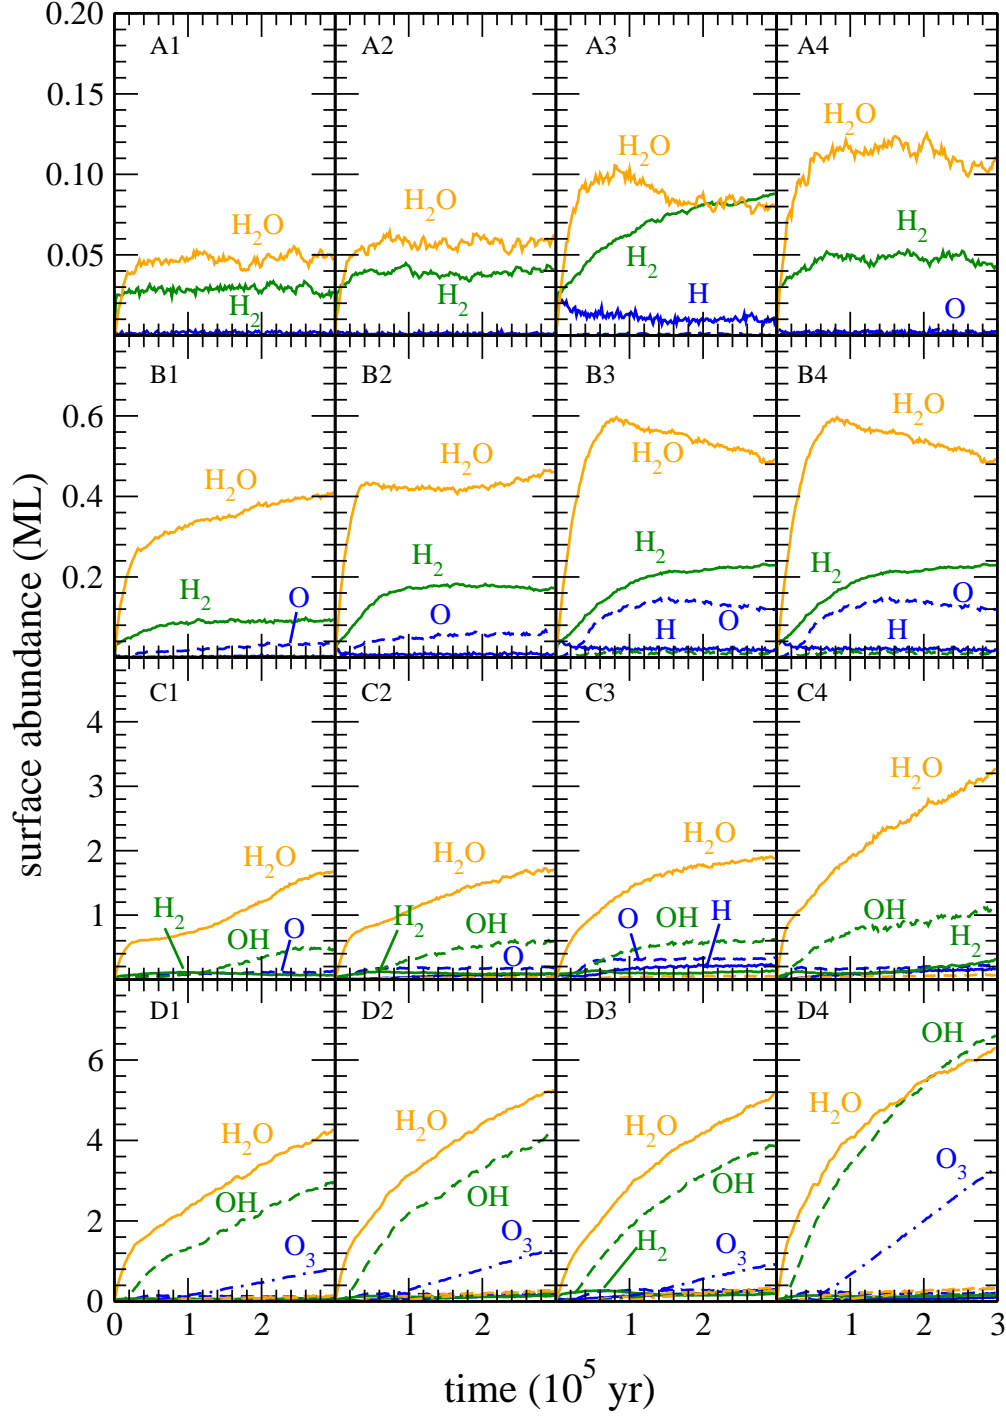 0.20
A1 A2 A3 A4
0.15
H₂O
H₂O
0.10
H₂O
H₂O
H₂
H₂
0.05
H₂
H₂
H
O
B1 B2 B3 B4
0.6
H₂O
H₂O
H₂O
H₂O
0.4
H₂
H₂
H₂
H₂
0.2
O
O
H
O
O
H
C1 C2 C3 C4
4
3
H₂O
2
H₂O
H₂O
H₂O
1
H₂
OH
O
H₂
OH
O
O
OH
H
OH
H₂
0
D1 D2 D3 D4
6
OH
H₂O
H₂O
H₂O
H₂O
4
OH
OH
OH
O₃
2
O₃
O₃
H₂
O₃
0
0 1 2 1 2 1 2 1 2 3
surface abundance (ML)
time (10⁵ yr)